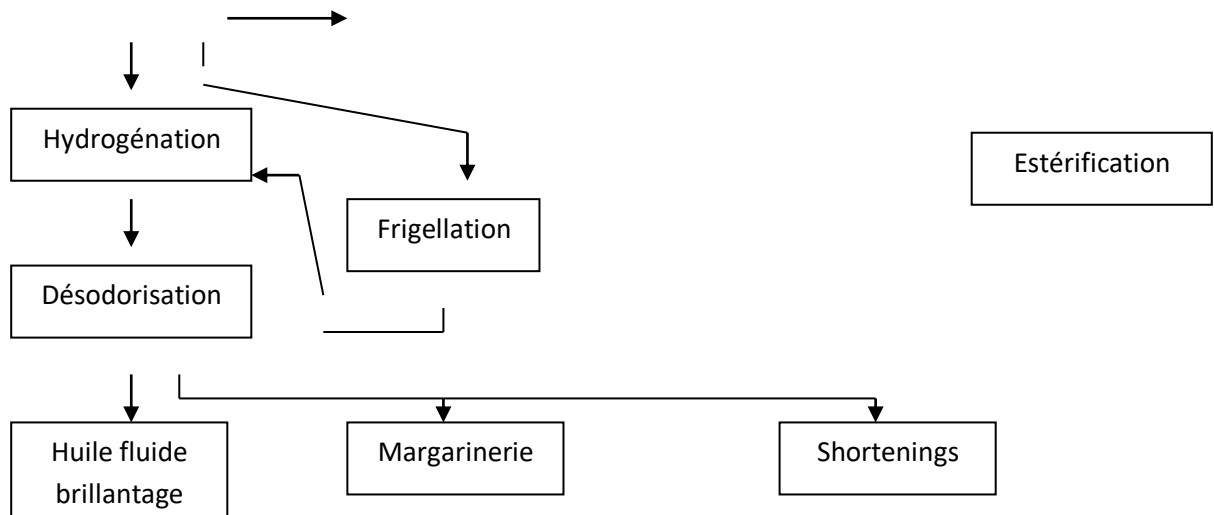 Hydrogénation
Estérification
Frigellation
Désodorisation
Huile fluide
brillantage
Margarinerie
Shortenings